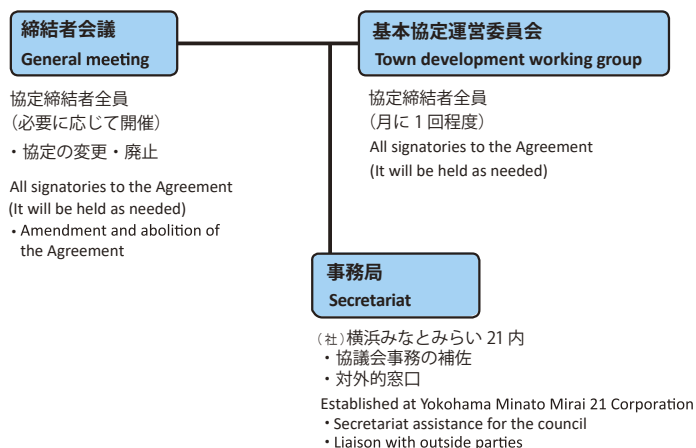 締結者会議
General meeting
協定締結者全員
（必要に応じて開催）
・協定の変更・廃止
All signatories to the Agreement
(It will be held as needed)
• Amendment and abolition of
the Agreement
基本協定運営委員会
Town development working group
協定締結者全員
（月に 1 回程度）
All signatories to the Agreement
(It will be held as needed)
事務局
Secretariat
（社）横浜みなとみらい 21 内
・協議会事務の補佐
・対外的窓口
Established at Yokohama Minato Mirai 21 Corporation
• Secretariat assistance for the council
• Liaison with outside parties